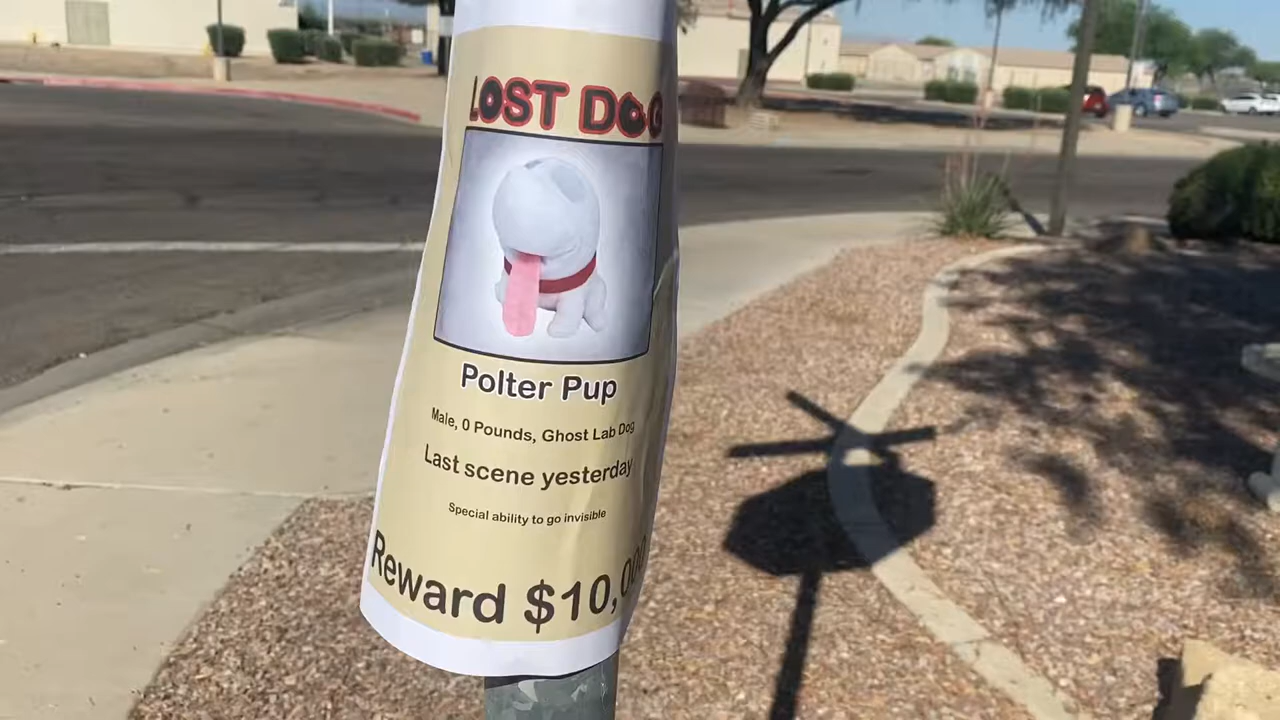 LOST DOG
Polter Pup
Male, 0 Pounds, Ghost Lab Dog
Last scene yesterday
Special ability to go invisible
Reward $10,000